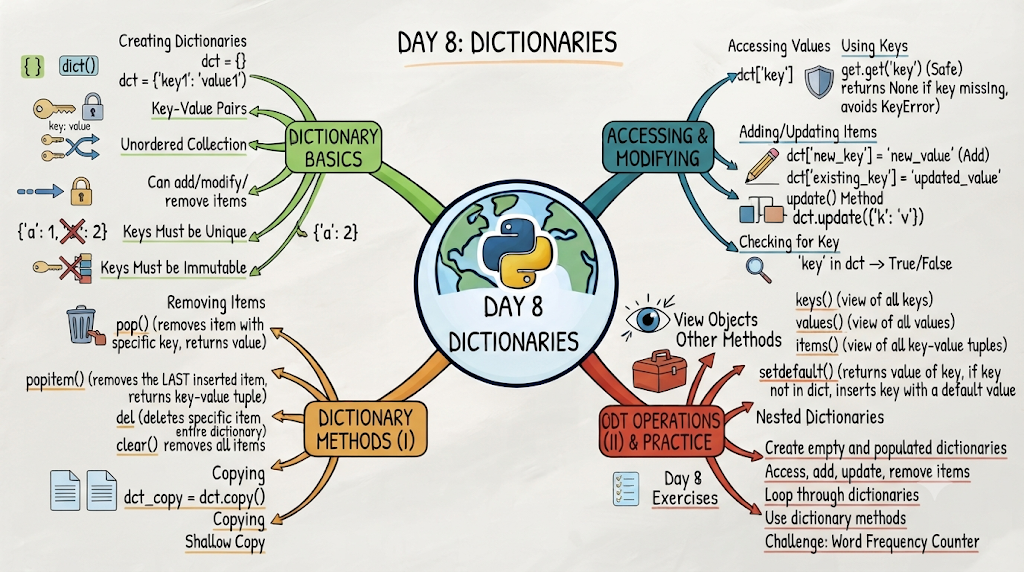 DAY 8: DICTIONARIES
Creating Dictionaries
dct = {}
dct = {'key1': 'value1'}
{ }
dict()
Key-Value Pairs
key: value
Unordered Collection
Can add/modify/
remove items
{'a': 1, 'a': 2}
Keys Must be Unique
{'a': 2}
Keys Must be Immutable
DICTIONARY
BASICS
Accessing Values
Using Keys
dct['key']
get.get('key') (Safe)
returns None if key missing,
avoids KeyError)
Adding/Updating Items
dct['new_key'] = 'new_value' (Add)
dct['existing_key'] = 'updated_value'
update() Method
dct.update({'k': 'v'})
Checking for Key
'key' in dct → True/False
ACCESSING &
MODIFYING
DAY 8
DICTIONARIES
Removing Items
pop() (removes item with
specific key, returns value)
popitem() (removes the LAST inserted item,
returns key-value tuple)
del (deletes specific item,
entire dictionary)
clear() removes all items
Copying
dct_copy = dct.copy()
Copying
Shallow Copy
DICTIONARY
METHODS (I)
View Objects
Other Methods
keys() (view of all keys)
values() (view of all values)
items() (view of all key-value tuples)
setdefault() (returns value of key, if key
not in dict, inserts key with a default value
Nested Dictionaries
ODT OPERATIONS
(II) & PRACTICE
Day 8
Exercises
Create empty and populated dictionaries
Access, add, update, remove items
Loop through dictionaries
Use dictionary methods
Challenge: Word Frequency Counter